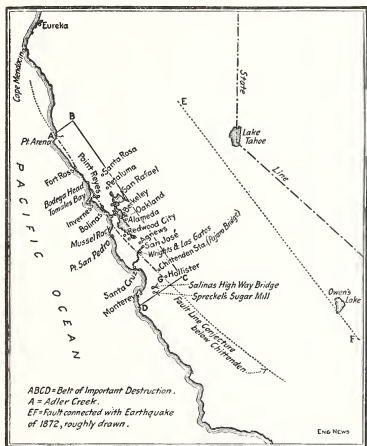 Eureka
Cape Mendocino
State
Line
Lake
Tahoe
E
B
A
Pt. Arena
Santa Rosa
Petaluma
San Rafael
Point Reyes
Fort Ross
Bodega Head
Tomales Bay
Inverness
Bolinas
Berkeley
Oakland
Alameda
Redwood City
Mussel Rock
Agnews
San José
Pt. San Pedro
Wrights & Los Gatos
Chittenden Sta (Pajaro Bridge)
Hollister
Santa Cruz
C
Salinas High Way Bridge
Spreckel's Sugar Mill
Monterey
D
Owen's
Lake
F
Fault Line Conjecture
below Chittenden
PACIFIC OCEAN
ABCD=Belt of Important Destruction.
A = Adler Creek.
EF=Fault connected with Earthquake
of 1872, roughly drawn.
ENG NEWS